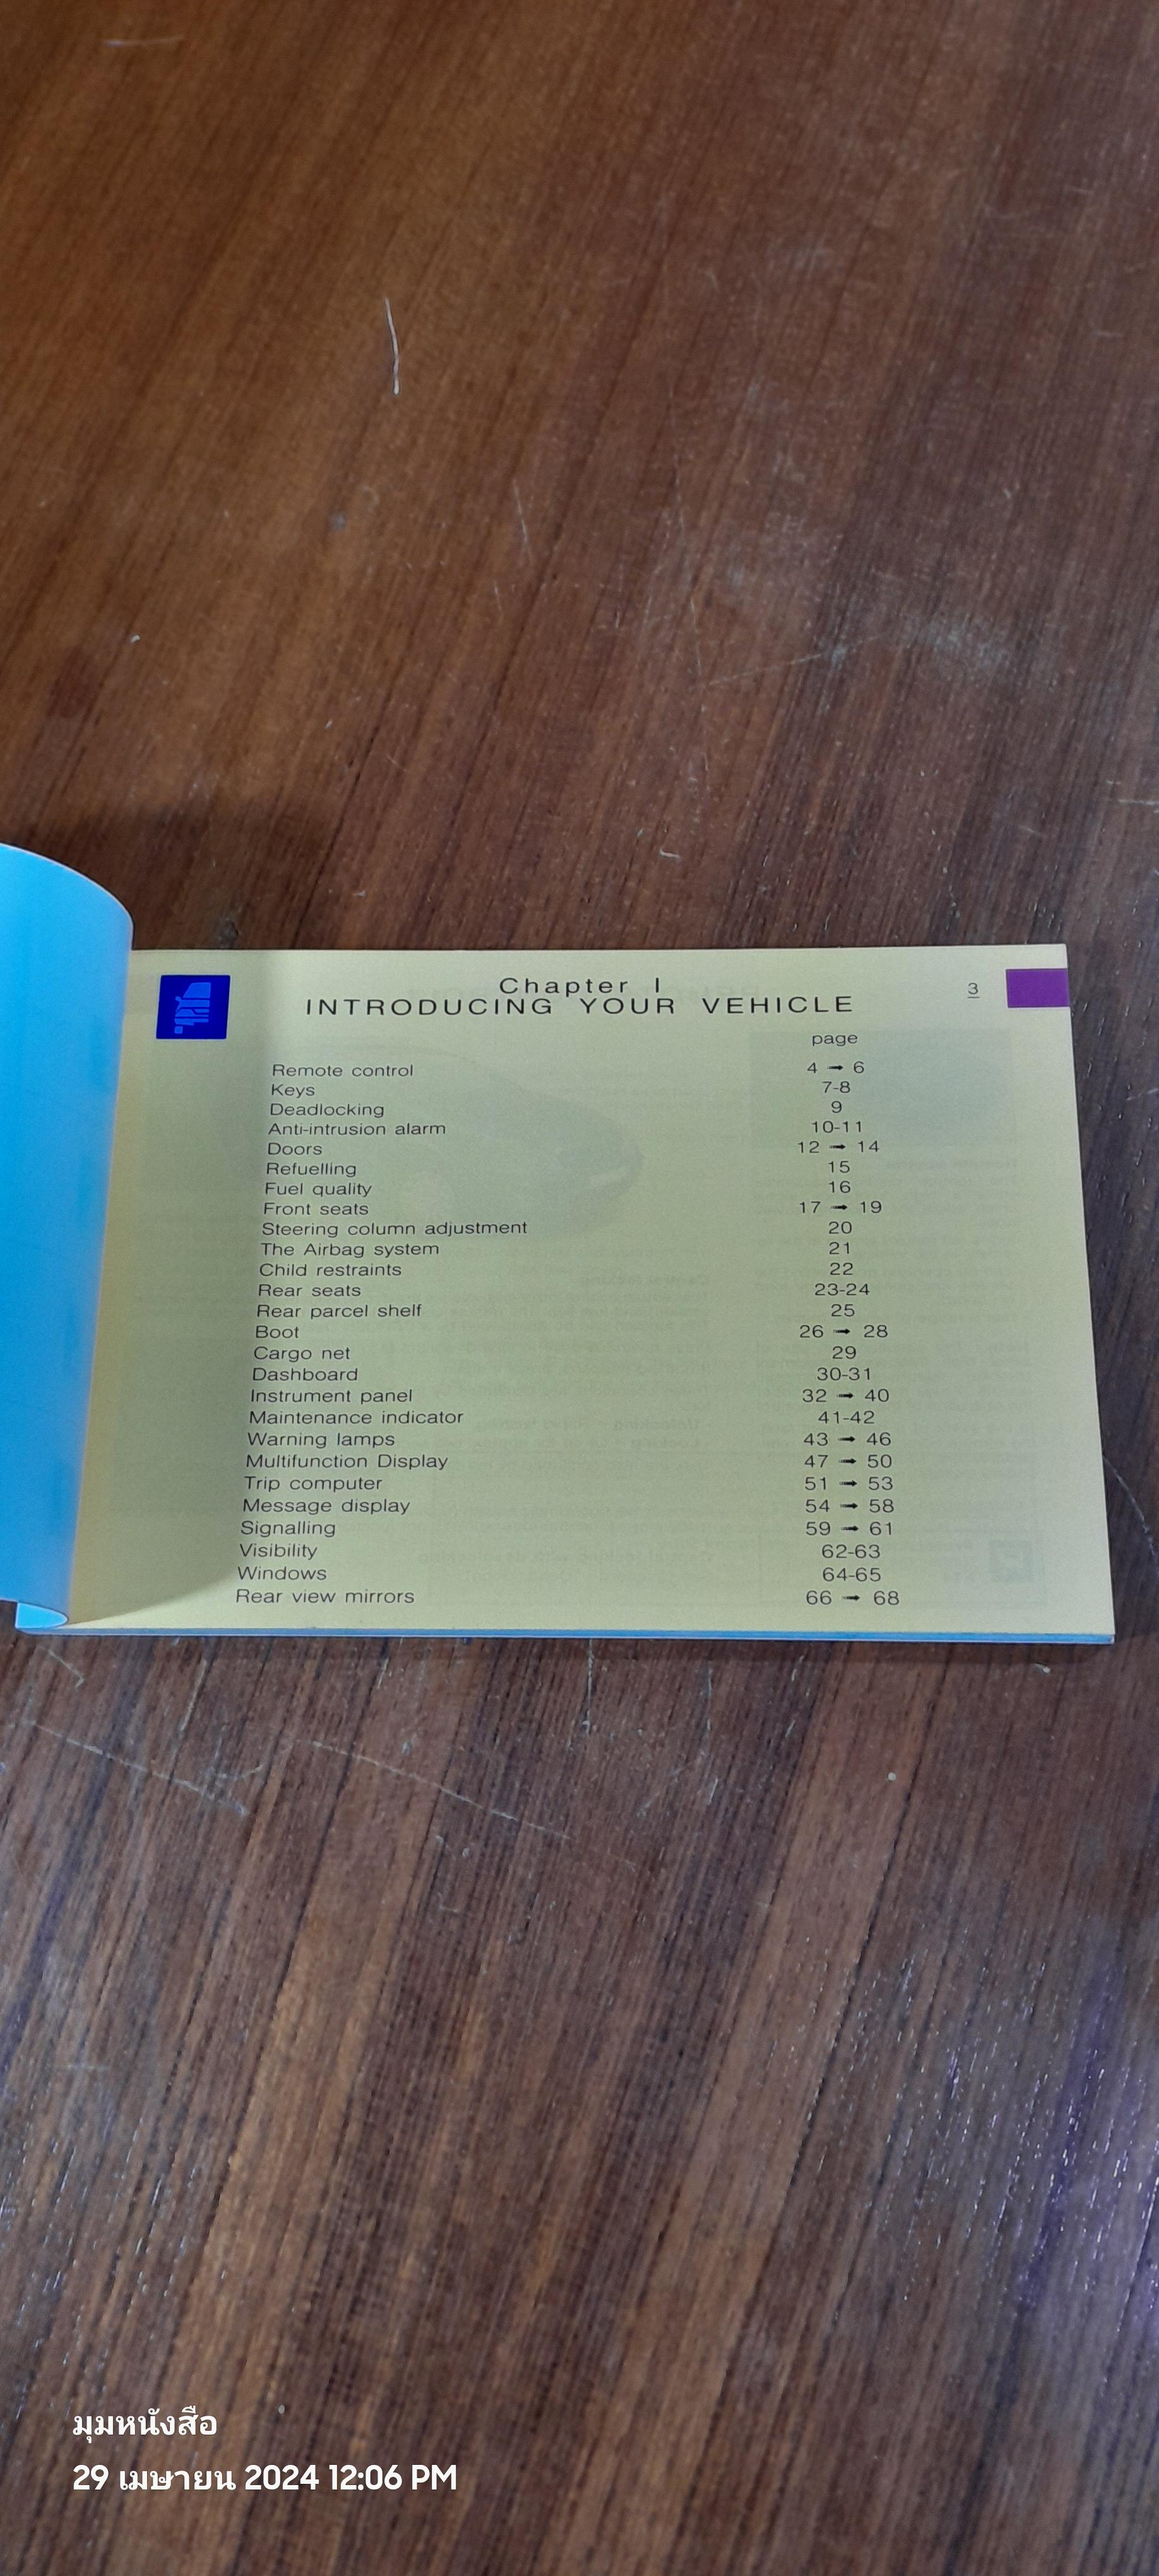 Chapter I
INTRODUCING YOUR VEHICLE
3
page
Remote control 4 → 6
Keys 7-8
Deadlocking 9
Anti-intrusion alarm 10-11
Doors 12 → 14
Refuelling 15
Fuel quality 16
Front seats 17 → 19
Steering column adjustment 20
The Airbag system 21
Child restraints 22
Rear seats 23-24
Rear parcel shelf 25
Boot 26 → 28
Cargo net 29
Dashboard 30-31
Instrument panel 32 → 40
Maintenance indicator 41-42
Warning lamps 43 → 46
Multifunction Display 47 → 50
Trip computer 51 → 53
Message display 54 → 58
Signalling 59 → 61
Visibility 62-63
Windows 64-65
Rear view mirrors 66 → 68
มุมหนังสือ
29 เมษายน 2024 12:06 PM